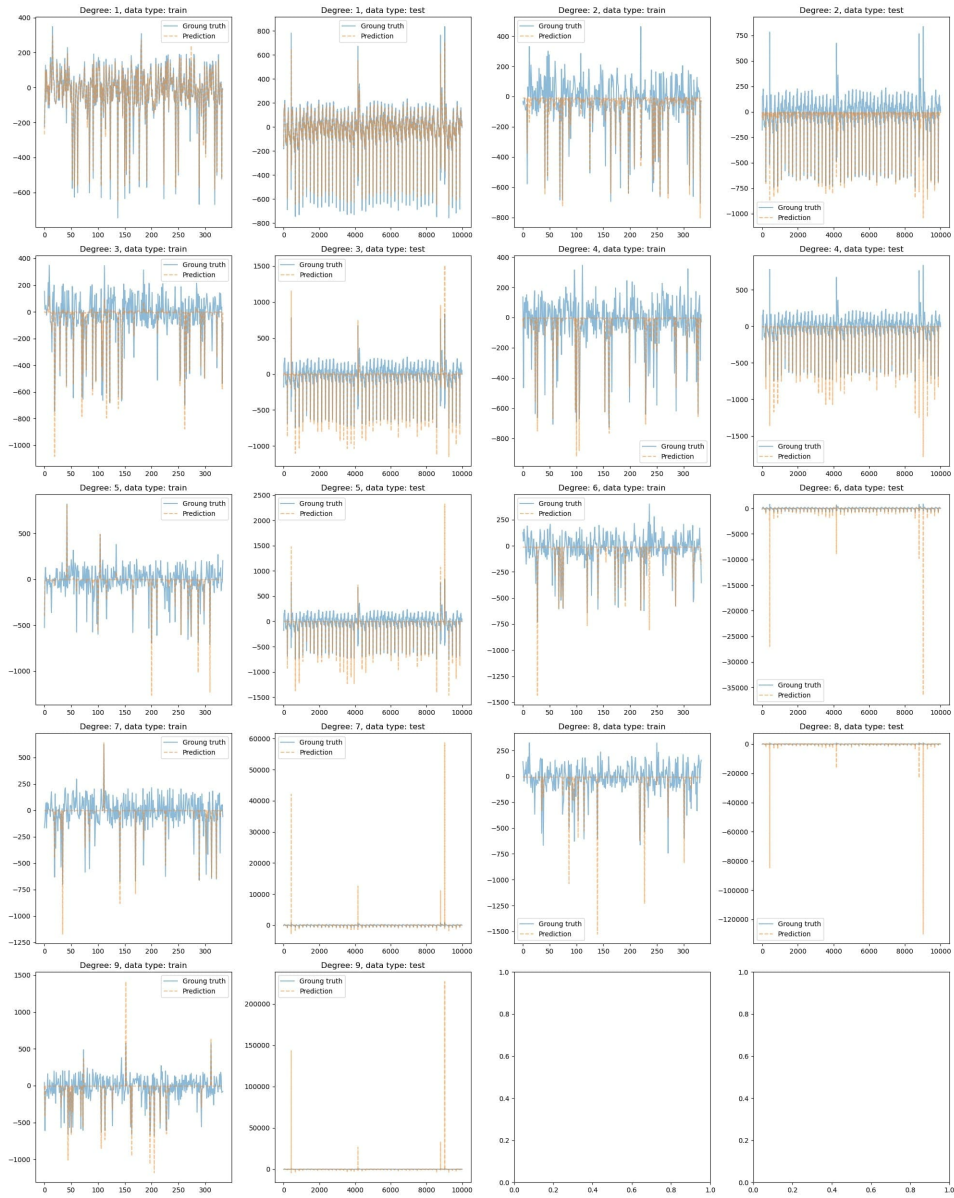 Degree: 1, data type: train
400
200
0
−200
−400
−600
Groung truth
Prediction
0 50 100 150 200 250 300
Degree: 1, data type: test
800
600
400
200
0
−200
−400
−600
−800
Groung truth
Prediction
0 2000 4000 6000 8000 10000
Degree: 2, data type: train
400
200
0
−200
−400
−600
−800
Groung truth
Prediction
0 50 100 150 200 250 300
Degree: 2, data type: test
750
500
250
0
−250
−500
−750
−1000
Groung truth
Prediction
0 2000 4000 6000 8000 10000
Degree: 3, data type: train
400
200
0
−200
−400
−600
−800
−1000
Groung truth
Prediction
0 50 100 150 200 250 300
Degree: 3, data type: test
1500
1000
500
0
−500
−1000
Groung truth
Prediction
0 2000 4000 6000 8000 10000
Degree: 4, data type: train
400
200
0
−200
−400
−600
−800
Groung truth
Prediction
0 50 100 150 200 250 300
Degree: 4, data type: test
500
0
−500
−1000
−1500
Groung truth
Prediction
0 2000 4000 6000 8000 10000
Degree: 5, data type: train
500
0
−500
−1000
Groung truth
Prediction
0 50 100 150 200 250 300
Degree: 5, data type: test
2500
2000
1500
1000
500
0
−500
−1000
−1500
Groung truth
Prediction
0 2000 4000 6000 8000 10000
Degree: 6, data type: train
250
0
−250
−500
−750
−1000
−1250
−1500
Groung truth
Prediction
0 50 100 150 200 250 300
Degree: 6, data type: test
0
−5000
−10000
−15000
−20000
−25000
−30000
−35000
Groung truth
Prediction
0 2000 4000 6000 8000 10000
Degree: 7, data type: train
500
250
0
−250
−500
−750
−1000
−1250
Groung truth
Prediction
0 50 100 150 200 250 300
Degree: 7, data type: test
60000
50000
40000
30000
20000
10000
0
Groung truth
Prediction
0 2000 4000 6000 8000 10000
Degree: 8, data type: train
250
0
−250
−500
−750
−1000
−1250
−1500
Groung truth
Prediction
0 50 100 150 200 250 300
Degree: 8, data type: test
0
−20000
−40000
−60000
−80000
−100000
−120000
Groung truth
Prediction
0 2000 4000 6000 8000 10000
Degree: 9, data type: train
1500
1000
500
0
−500
−1000
Groung truth
Prediction
0 50 100 150 200 250 300
Degree: 9, data type: test
200000
150000
100000
50000
0
Groung truth
Prediction
0 2000 4000 6000 8000 10000
1.0
0.8
0.6
0.4
0.2
0.0
0.0 0.2 0.4 0.6 0.8 1.0
1.0
0.8
0.6
0.4
0.2
0.0
0.0 0.2 0.4 0.6 0.8 1.0